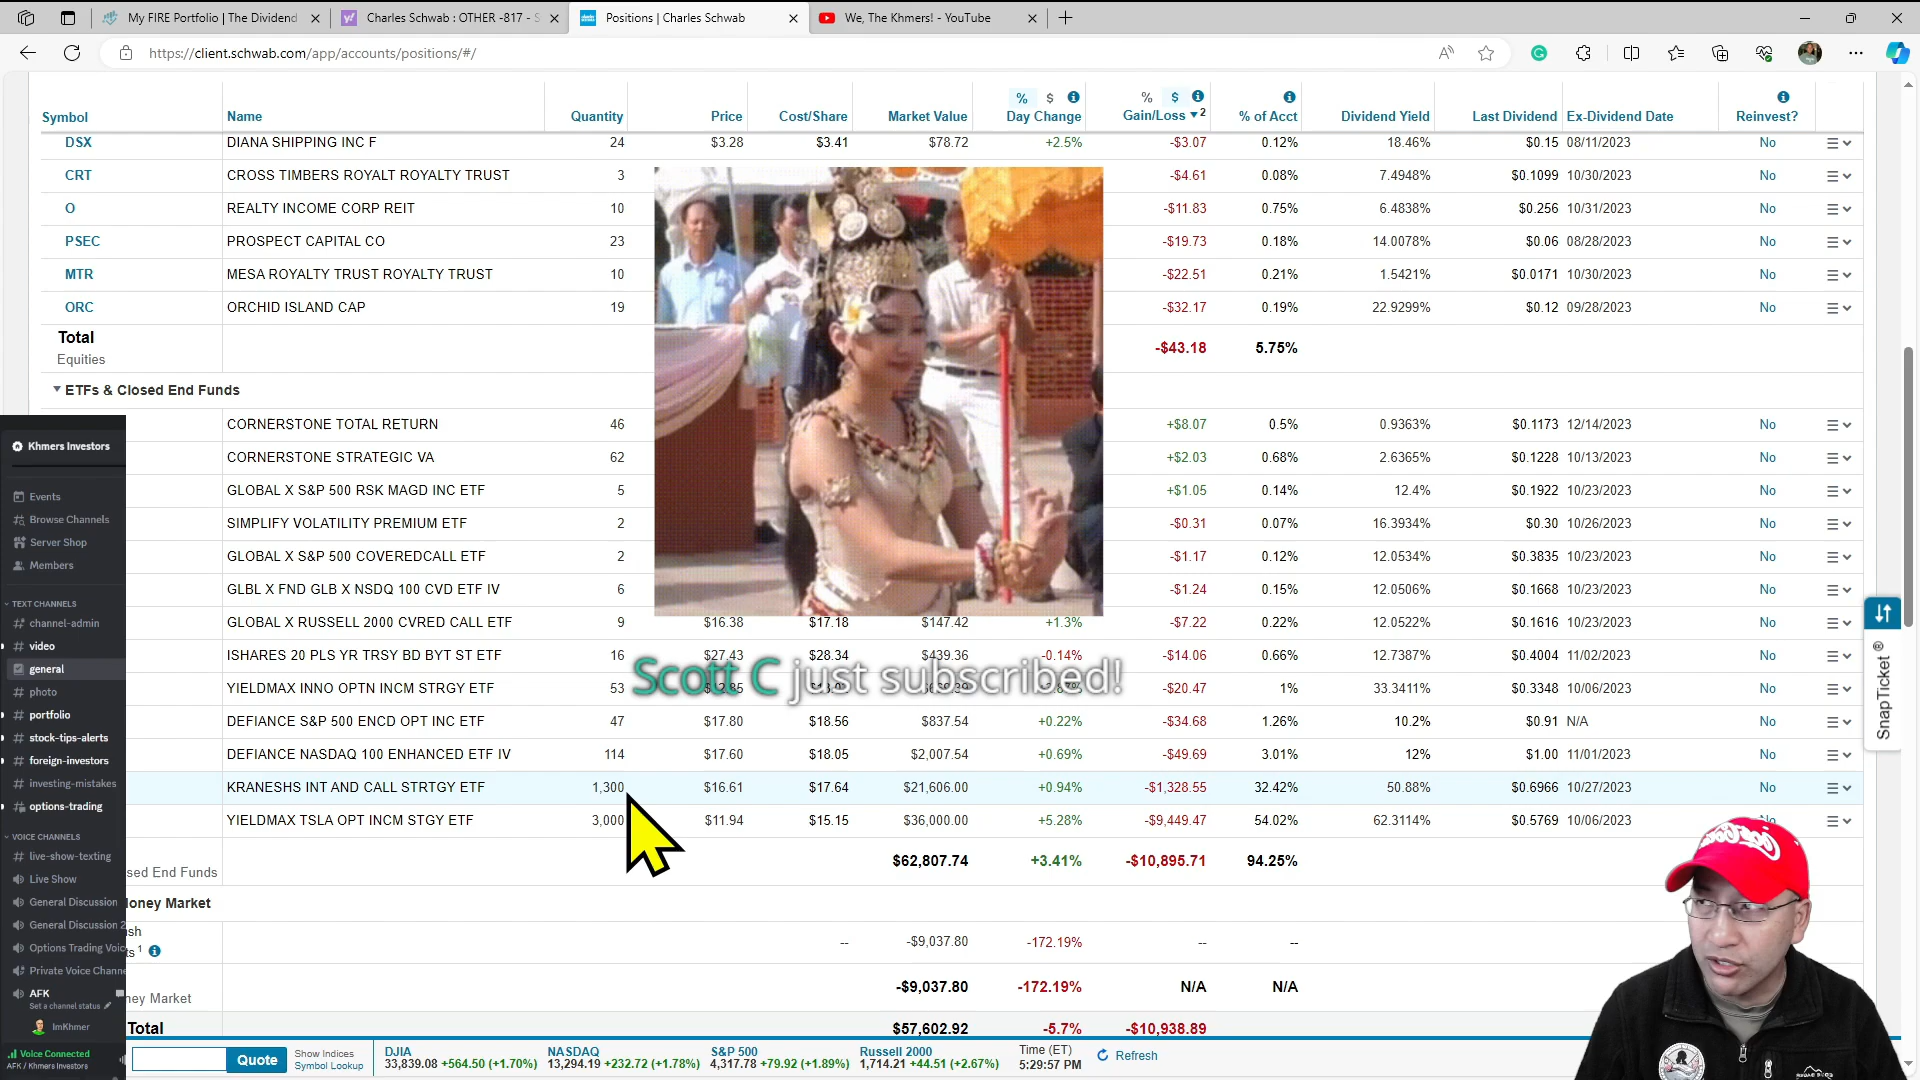 My FIRE Portfolio | The Dividend
Charles Schwab : OTHER -817 - S
Positions | Charles Schwab
We, The Khmers! - YouTube
https://client.schwab.com/app/accounts/positions/#/
Symbol Name Quantity Price Cost/Share Market Value % $ Day Change % $ Gain/Loss 2 % of Acct Dividend Yield Last Dividend Ex-Dividend Date Reinvest?
DSX DIANA SHIPPING INC F 24 $3.28 $3.41 $78.72 +2.5% -$3.07 0.12% 18.46% $0.15 08/11/2023 No
CRT CROSS TIMBERS ROYALT ROYALTY TRUST 3 -$4.61 0.08% 7.4948% $0.1099 10/30/2023 No
O REALTY INCOME CORP REIT 10 -$11.83 0.75% 6.4838% $0.256 10/31/2023 No
PSEC PROSPECT CAPITAL CO 23 -$19.73 0.18% 14.0078% $0.06 08/28/2023 No
MTR MESA ROYALTY TRUST ROYALTY TRUST 10 -$22.51 0.21% 1.5421% $0.0171 10/30/2023 No
ORC ORCHID ISLAND CAP 19 -$32.17 0.19% 22.9299% $0.12 09/28/2023 No
Total
Equities
-$43.18 5.75%
ETFs & Closed End Funds
CORNERSTONE TOTAL RETURN 46 +$8.07 0.5% 0.9363% $0.1173 12/14/2023 No
CORNERSTONE STRATEGIC VA 62 +$2.03 0.68% 2.6365% $0.1228 10/13/2023 No
GLOBAL X S&P 500 RSK MAGD INC ETF 5 +$1.05 0.14% 12.4% $0.1922 10/23/2023 No
SIMPLIFY VOLATILITY PREMIUM ETF 2 -$0.31 0.07% 16.3934% $0.30 10/26/2023 No
GLOBAL X S&P 500 COVEREDCALL ETF 2 -$1.17 0.12% 12.0534% $0.3835 10/23/2023 No
GLBL X FND GLB X NSDQ 100 CVD ETF IV 6 -$1.24 0.15% 12.0506% $0.1668 10/23/2023 No
GLOBAL X RUSSELL 2000 CVRED CALL ETF 9 $16.38 $17.18 $147.42 +1.3% -$7.22 0.22% 12.0522% $0.1616 10/23/2023 No
ISHARES 20 PLS YR TRSY BD BYT ST ETF 16 $27.43 $28.34 $439.36 -0.14% -$14.06 0.66% 12.7387% $0.4004 11/02/2023 No
Scott C just subscribed!
YIELDMAX INNO OPTN INCM STRGY ETF 53 -$20.47 1% 33.3411% $0.3348 10/06/2023 No
DEFIANCE S&P 500 ENCD OPT INC ETF 47 $17.80 $18.56 $837.54 +0.22% -$34.68 1.26% 10.2% $0.91 N/A No
DEFIANCE NASDAQ 100 ENHANCED ETF IV 114 $17.60 $18.05 $2,007.54 +0.69% -$49.69 3.01% 12% $1.00 11/01/2023 No
KRANESHS INT AND CALL STRTGY ETF 1,300 $16.61 $17.64 $21,606.00 +0.94% -$1,328.55 32.42% 50.88% $0.6966 10/27/2023 No
YIELDMAX TSLA OPT INCM STGY ETF 3,000 $11.94 $15.15 $36,000.00 +5.28% -$9,449.47 54.02% 62.3114% $0.5769 10/06/2023 No
sed End Funds $62,807.74 +3.41% -$10,895.71 94.25%
Money Market
-- -$9,037.80 -172.19% -- --
ney Market -$9,037.80 -172.19% N/A N/A
Total $57,602.92 -5.7% -$10,938.89
SnapTicket®
Khmers Investors
Events
Browse Channels
Server Shop
Members
TEXT CHANNELS
channel-admin
video
general
photo
portfolio
stock-tips-alerts
foreign-investors
investing-mistakes
options-trading
VOICE CHANNELS
live-show-texting
Live Show
General Discussion
General Discussion 2
Options Trading Voic
Private Voice Channe
AFK
Set a channel status
ImKhmer
Voice Connected
AFK / Khmers Investors
Quote
Show Indices
Symbol Lookup
DJIA
33,839.08 +564.50 (+1.70%)
NASDAQ
13,294.19 +232.72 (+1.78%)
S&P 500
4,317.78 +79.92 (+1.89%)
Russell 2000
1,714.21 +44.51 (+2.67%)
Time (ET)
5:29:57 PM
Refresh